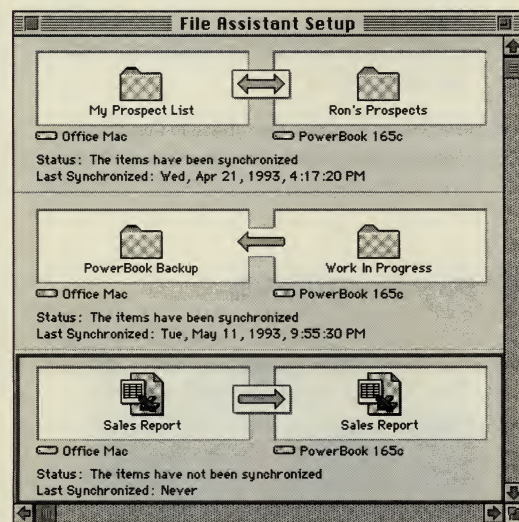 File Assistant Setup
My Prospect List
Ron's Prospects
Office Mac
PowerBook 165c
Status: The items have been synchronized
Last Synchronized: Wed, Apr 21, 1993, 4:17:20 PM
PowerBook Backup
Work In Progress
Office Mac
PowerBook 165c
Status: The items have been synchronized
Last Synchronized: Tue, May 11, 1993, 9:55:30 PM
Sales Report
Sales Report
Office Mac
PowerBook 165c
Status: The items have not been synchronized
Last Synchronized: Never